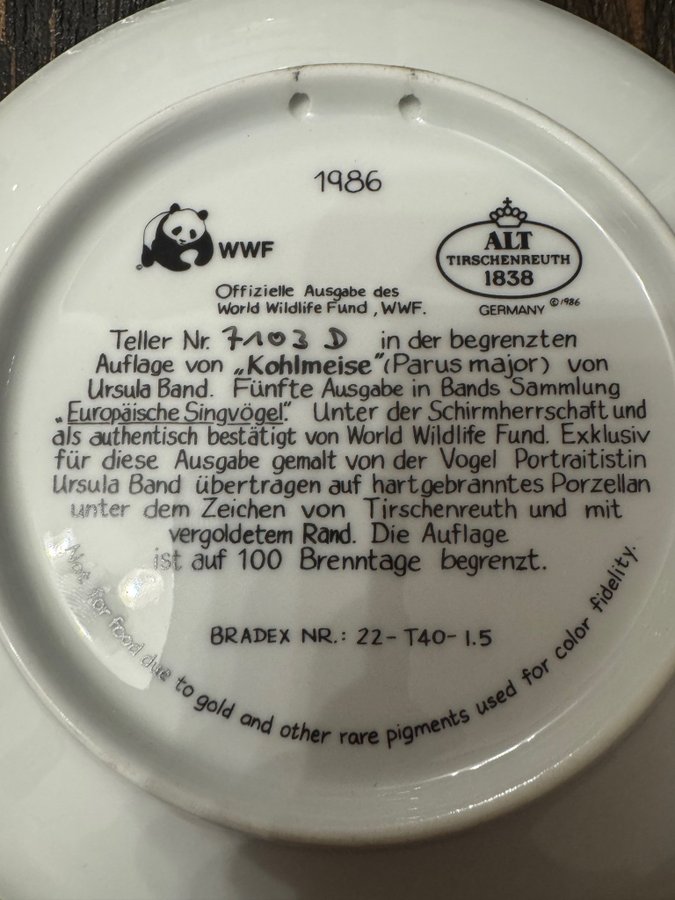 1986
WWF
ALT
TIRSCHENREUTH
1838
GERMANY ©1986
Offizielle Ausgabe des
World Wildlife Fund, WWF.
Teller Nr. 7103 D in der begrenzten
Auflage von „Kohlmeise“ (Parus major) von
Ursula Band. Fünfte Ausgabe in Bands Sammlung
„Europäische Singvögel“. Unter der Schirmherrschaft und
als authentisch bestätigt von World Wildlife Fund. Exklusiv
für diese Ausgabe gemalt von der Vogel Portraitistin
Ursula Band übertragen auf hartgebranntes Porzellan
unter dem Zeichen von Tirschenreuth und mit
vergoldetem Rand. Die Auflage
ist auf 100 Brenntage begrenzt.
BRADEX NR.: 22-T40-1.5
Not for food due to gold and other rare pigments used for color fidelity.